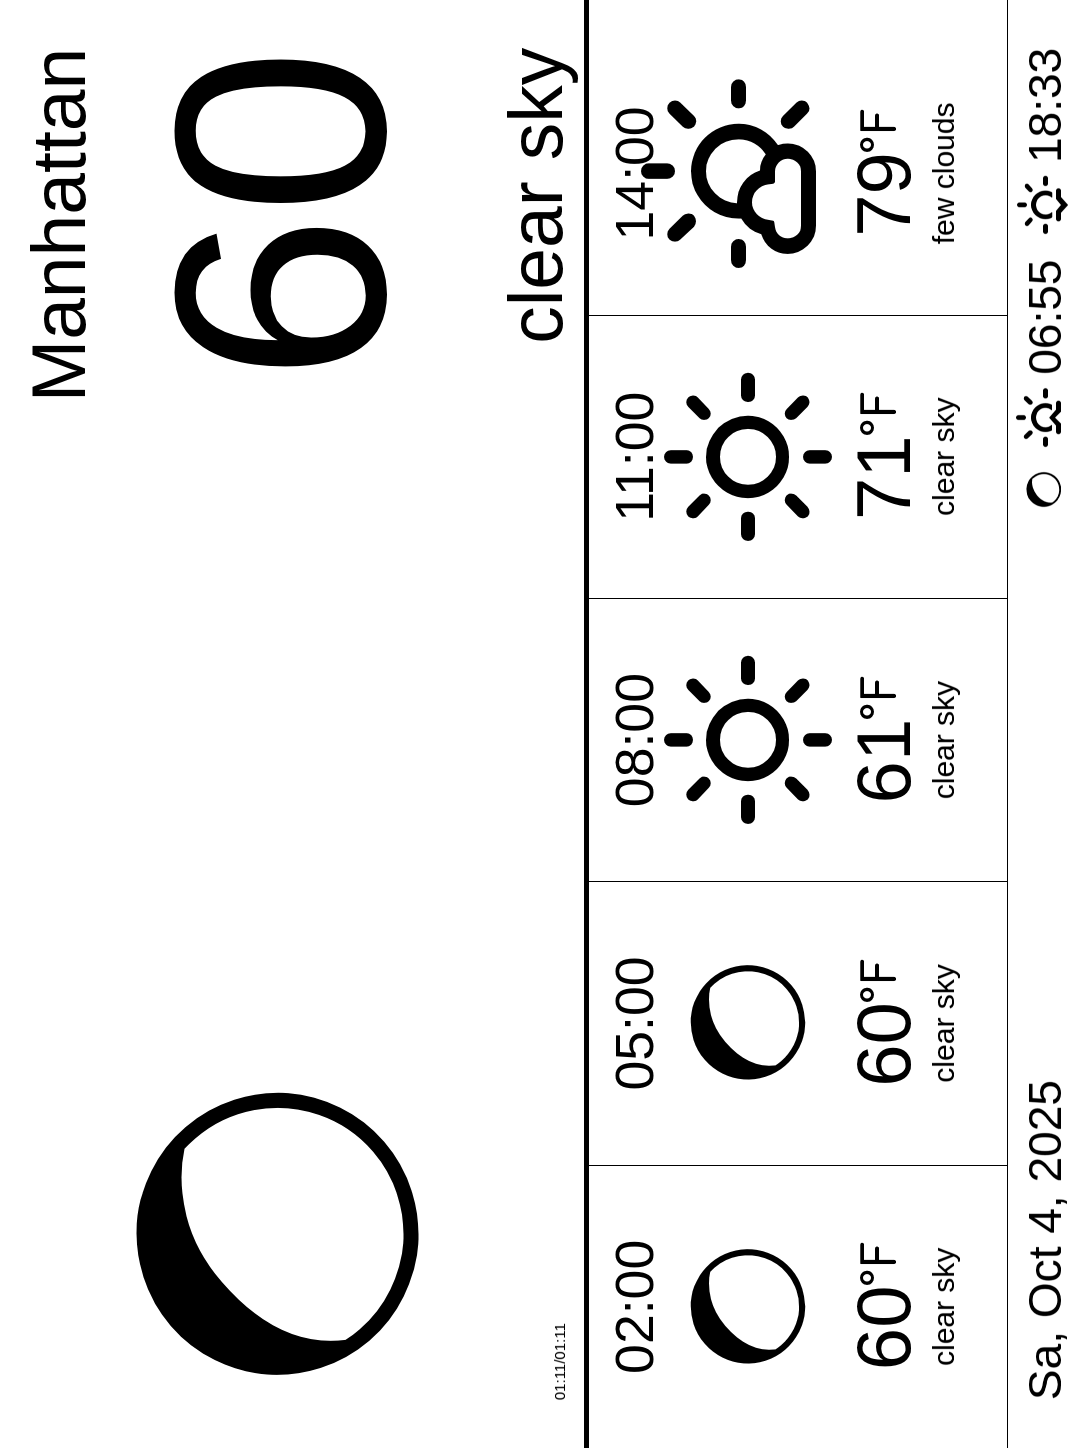 Manhattan
60
clear sky
01:11/01:11
02:00 05:00 08:00 11:00 14:00
60°F 60°F 61°F 71°F 79°F
clear sky clear sky clear sky clear sky few clouds
Sa, Oct 4, 2025 06:55 18:33